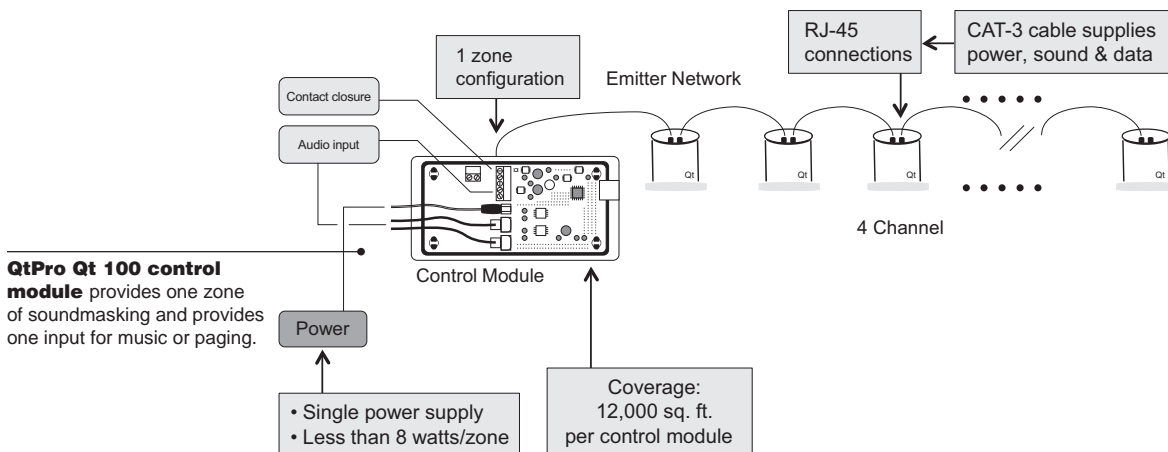 1 zone
configuration
Contact closure
Audio input
Emitter Network
RJ-45
connections
CAT-3 cable supplies
power, sound & data
Qt
Qt
Qt
Qt
4 Channel
Control Module
QtPro Qt 100 control
module provides one zone
of soundmasking and provides
one input for music or paging.
Power
• Single power supply
• Less than 8 watts/zone
Coverage:
12,000 sq. ft.
per control module